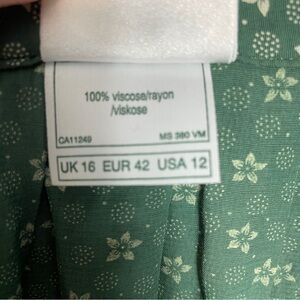 100% viscose/rayon
/viskose
CA11249 MS 380 VM
UK 16 EUR 42 USA 12